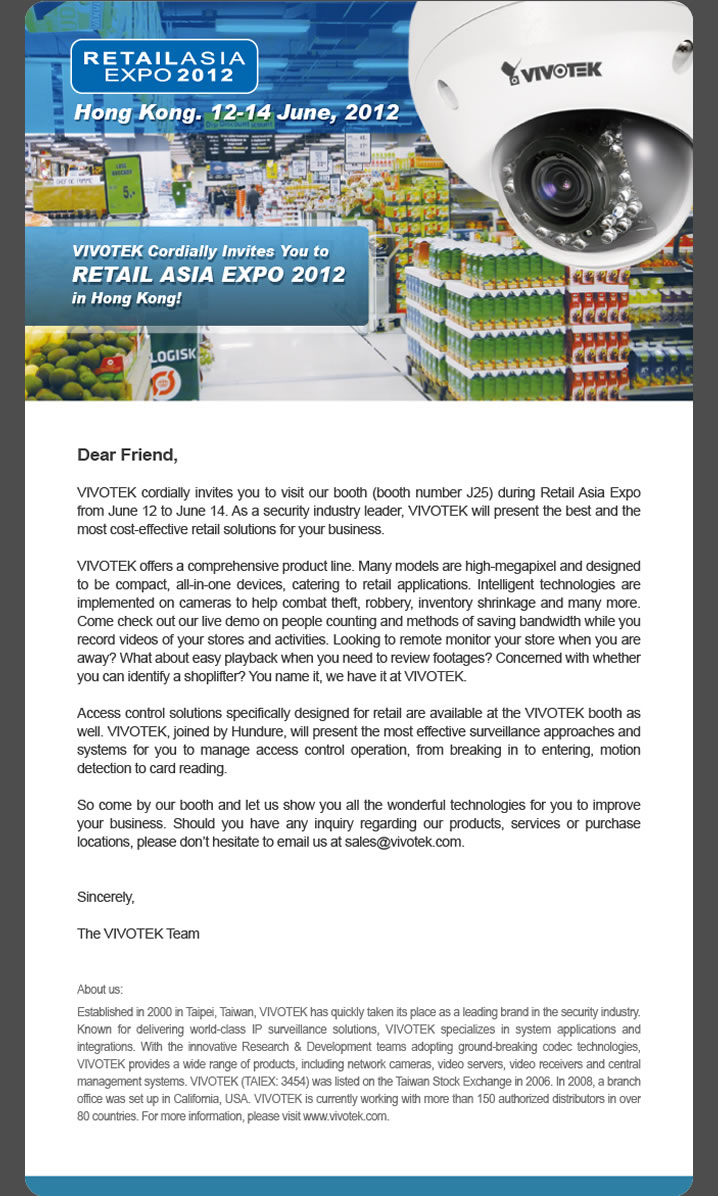 RETAILASIA
EXPO 2012
VIVOTEK
Hong Kong. 12-14 June, 2012
VIVOTEK Cordially Invites You to
RETAIL ASIA EXPO 2012
in Hong Kong!
LOGISK
Dear Friend,
VIVOTEK cordially invites you to visit our booth (booth number J25) during Retail Asia Expo
from June 12 to June 14. As a security industry leader, VIVOTEK will present the best and the
most cost-effective retail solutions for your business.
VIVOTEK offers a comprehensive product line. Many models are high-megapixel and designed
to be compact, all-in-one devices, catering to retail applications. Intelligent technologies are
implemented on cameras to help combat theft, robbery, inventory shrinkage and many more.
Come check out our live demo on people counting and methods of saving bandwidth while you
record videos of your stores and activities. Looking to remote monitor your store when you are
away? What about easy playback when you need to review footages? Concerned with whether
you can identify a shoplifter? You name it, we have it at VIVOTEK.
Access control solutions specifically designed for retail are available at the VIVOTEK booth as
well. VIVOTEK, joined by Hundure, will present the most effective surveillance approaches and
systems for you to manage access control operation, from breaking in to entering, motion
detection to card reading.
So come by our booth and let us show you all the wonderful technologies for you to improve
your business. Should you have any inquiry regarding our products, services or purchase
locations, please don't hesitate to email us at sales@vivotek.com.
Sincerely,
The VIVOTEK Team
About us:
Established in 2000 in Taipei, Taiwan, VIVOTEK has quickly taken its place as a leading brand in the security industry.
Known for delivering world-class IP surveillance solutions, VIVOTEK specializes in system applications and
integrations. With the innovative Research & Development teams adopting ground-breaking codec technologies,
VIVOTEK provides a wide range of products, including network cameras, video servers, video receivers and central
management systems. VIVOTEK (TAIEX: 3454) was listed on the Taiwan Stock Exchange in 2006. In 2008, a branch
office was set up in California, USA. VIVOTEK is currently working with more than 150 authorized distributors in over
80 countries. For more information, please visit www.vivotek.com.